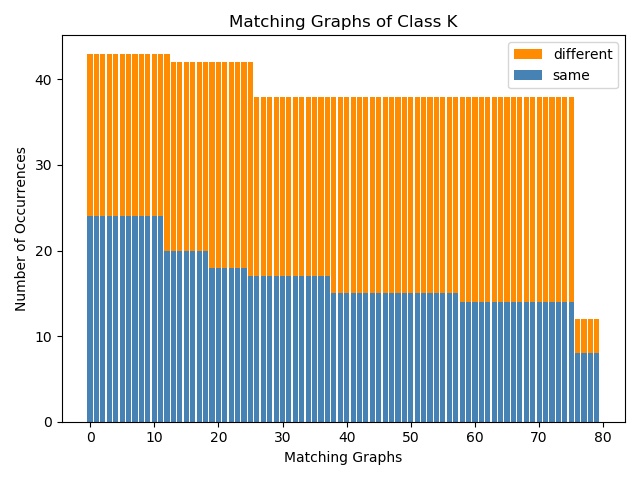 Matching Graphs of Class K
different
same
Number of Occurrences
40
30
20
10
0
0 10 20 30 40 50 60 70 80
Matching Graphs